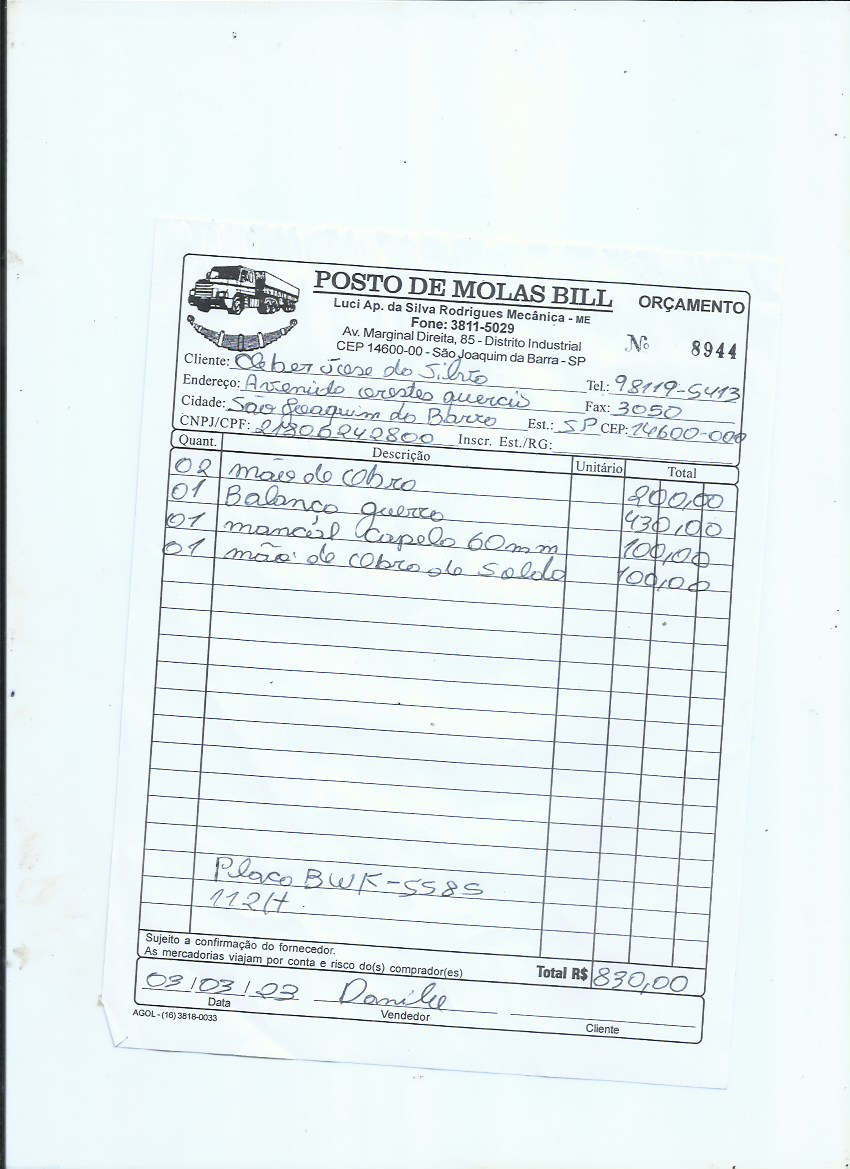 POSTO DE MOLAS BILL
ORÇAMENTO
Luci Ap. da Silva Rodrigues Mecânica - ME
Fone: 3811-5029
Av. Marginal Direita, 85 - Distrito Industrial
CEP 14600-00 - São Joaquim da Barra - SP
Nº 8944
Cliente: Cleber jose da Silva Tel.: 98119-5413
Endereço: Avenida orestes quercia Fax: 3050
Cidade: São Joaquim da Barra Est.: SP CEP: 14600-000
CNPJ/CPF: 21806242800 Inscr. Est./RG:
Quant. Descrição Unitário Total
02 mão de Obra 200,00
01 Balança guerra 430,00
01 mancal Capelo 60mm 100,00
01 mão de Obra de Solda 100,00
Placa BWK-5585
112H
Sujeito a confirmação do fornecedor.
As mercadorias viajam por conta e risco do(s) comprador(es)
Total R$ 830,00
03/03/23 Danile
Data Vendedor Cliente
AGOL - (16) 3818-0033